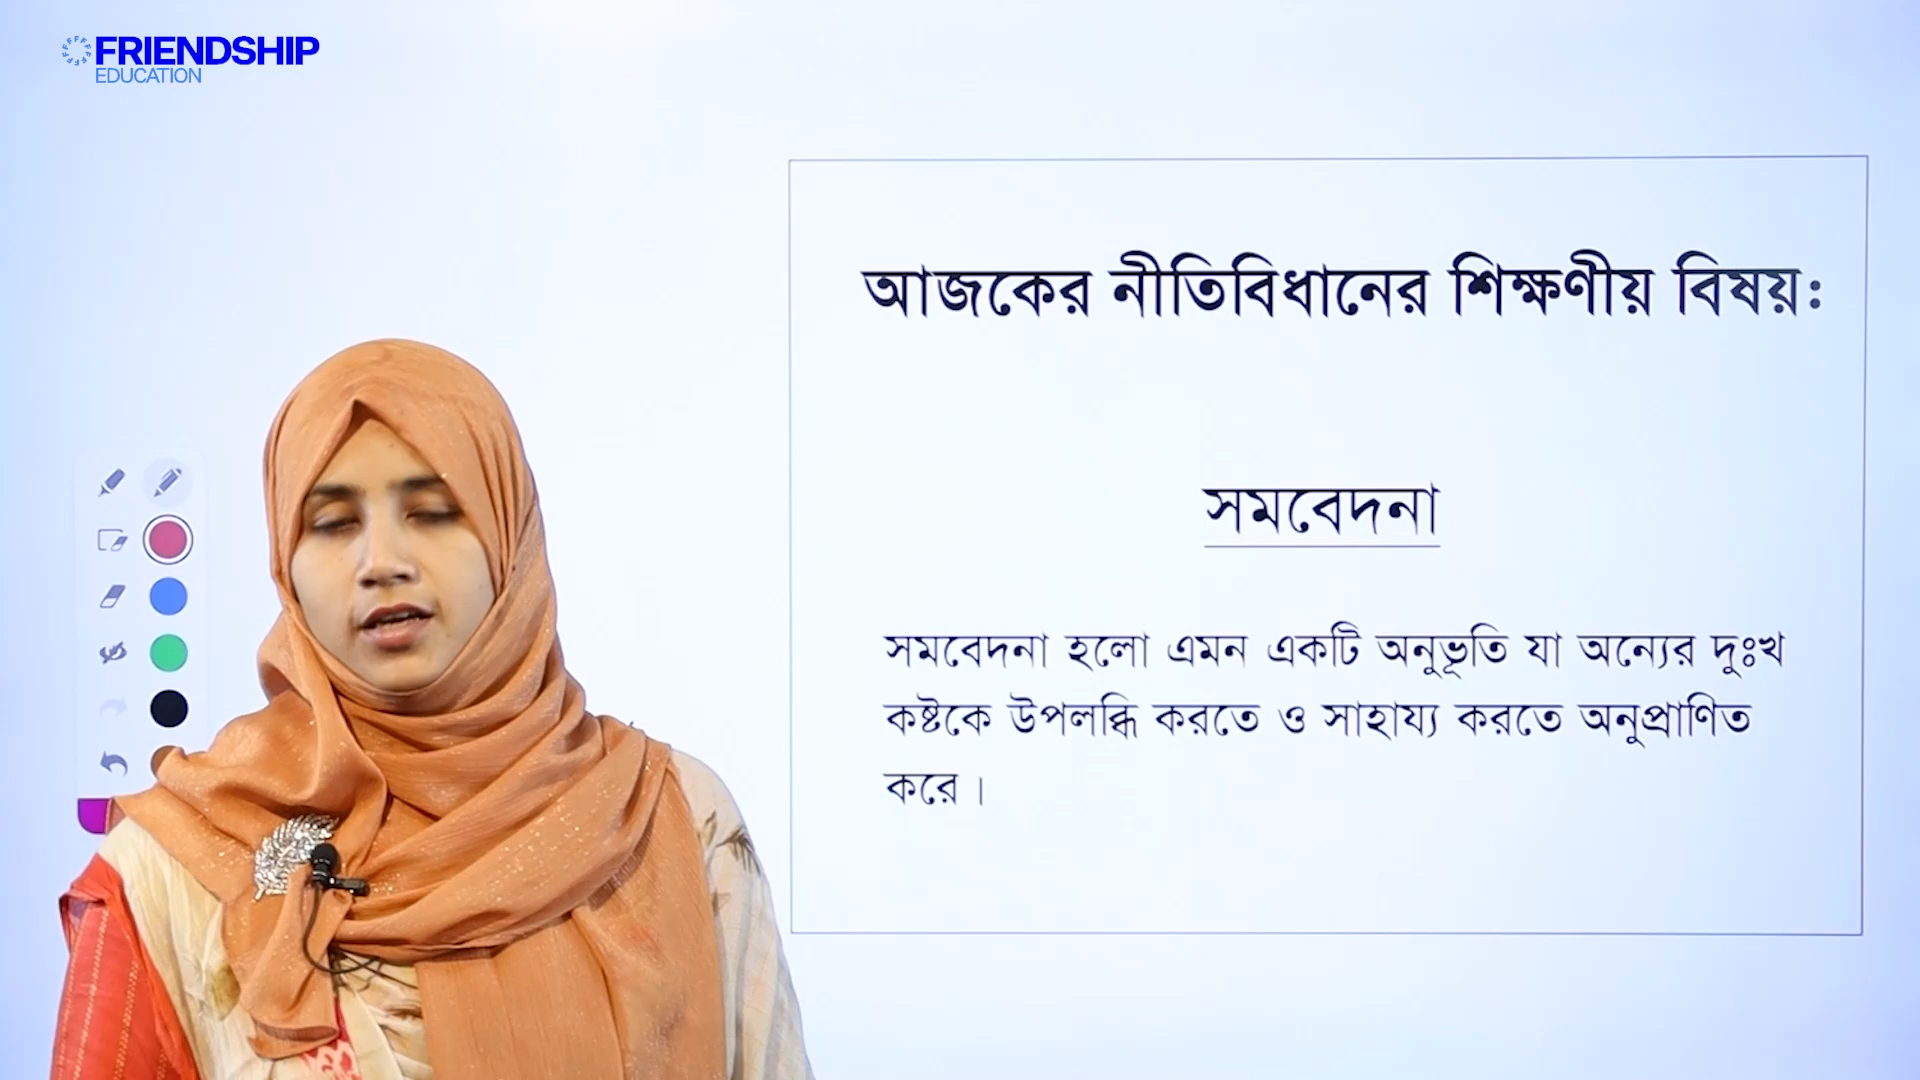 FRIENDSHIP
EDUCATION
আজকের নীতিবিধানের শিক্ষণীয় বিষয়ঃ
সমবেদনা
সমবেদনা হলো এমন একটি অনুভূতি যা অন্যের দুঃখ
কষ্টকে উপলব্ধি করতে ও সাহায্য করতে অনুপ্রাণিত
করে।